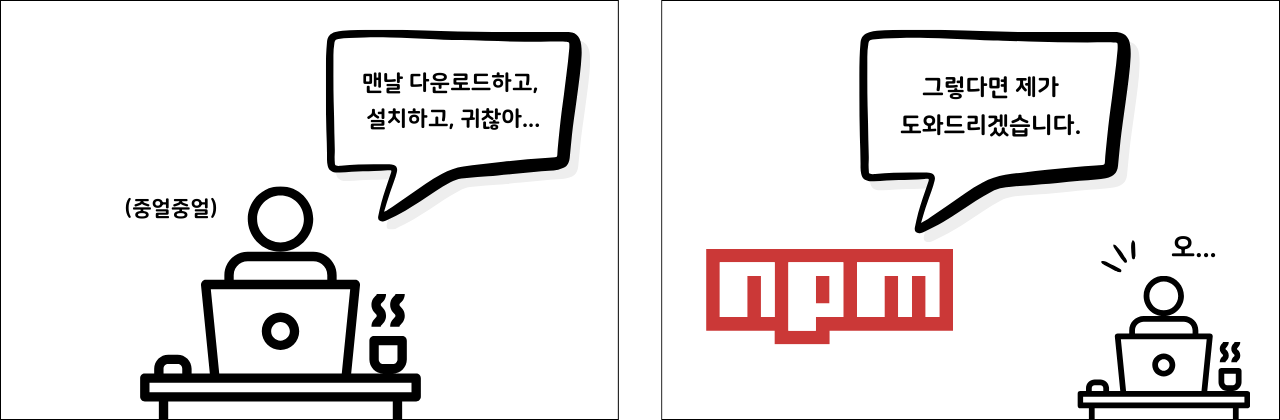 맨날 다운로드하고,
설치하고, 귀찮아...
(중얼중얼)
그렇다면 제가
도와드리겠습니다.
npm
오...